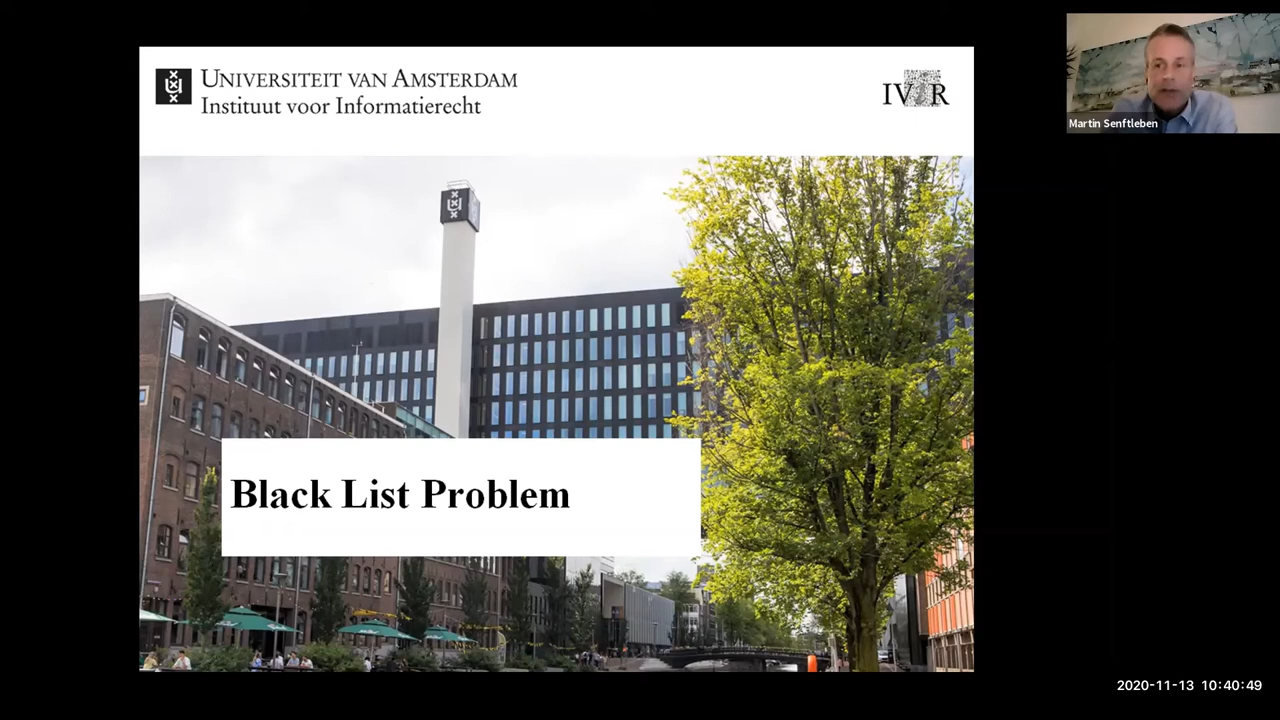 UNIVERSITEIT VAN AMSTERDAM
Instituut voor Informatierecht
IViR
Martin Senftleben
Black List Problem
2020-11-13 10:40:49